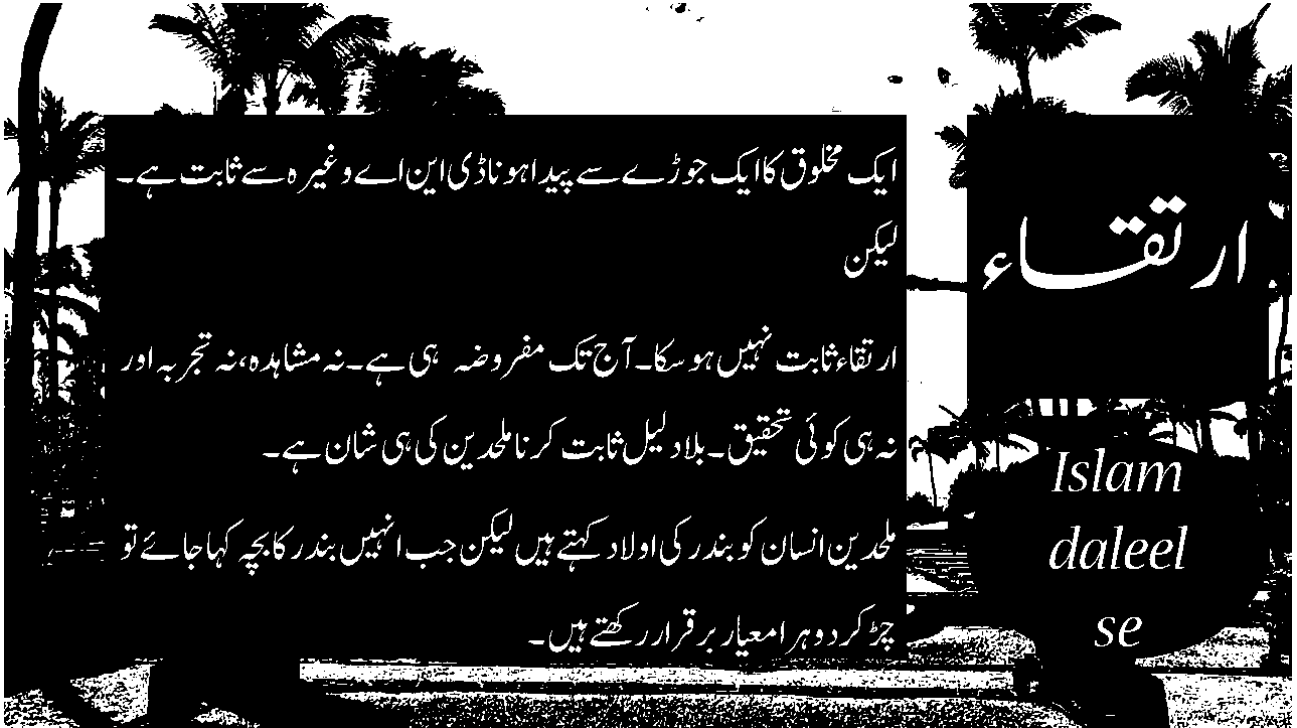 ارتقاء
ایک مخلوق کا ایک جوڑے سے پیدا ہونا ڈی این اے وغیرہ سے ثابت ہے۔
لیکن
ارتقاء ثابت نہیں ہو سکا۔ آج تک مفروضہ ہی ہے۔ نہ مشاہدہ، نہ تجربہ اور
نہ ہی کوئی تحقیق۔ بلا دلیل ثابت کرنا ملحدین کی ہی شان ہے۔
ملحدین انسان کو بندر کی اولاد کہتے ہیں لیکن جب انہیں بندر کا بچہ کہا جائے تو
چڑ کر دوہرا معیار برقرار رکھتے ہیں۔
Islam
daleel
se